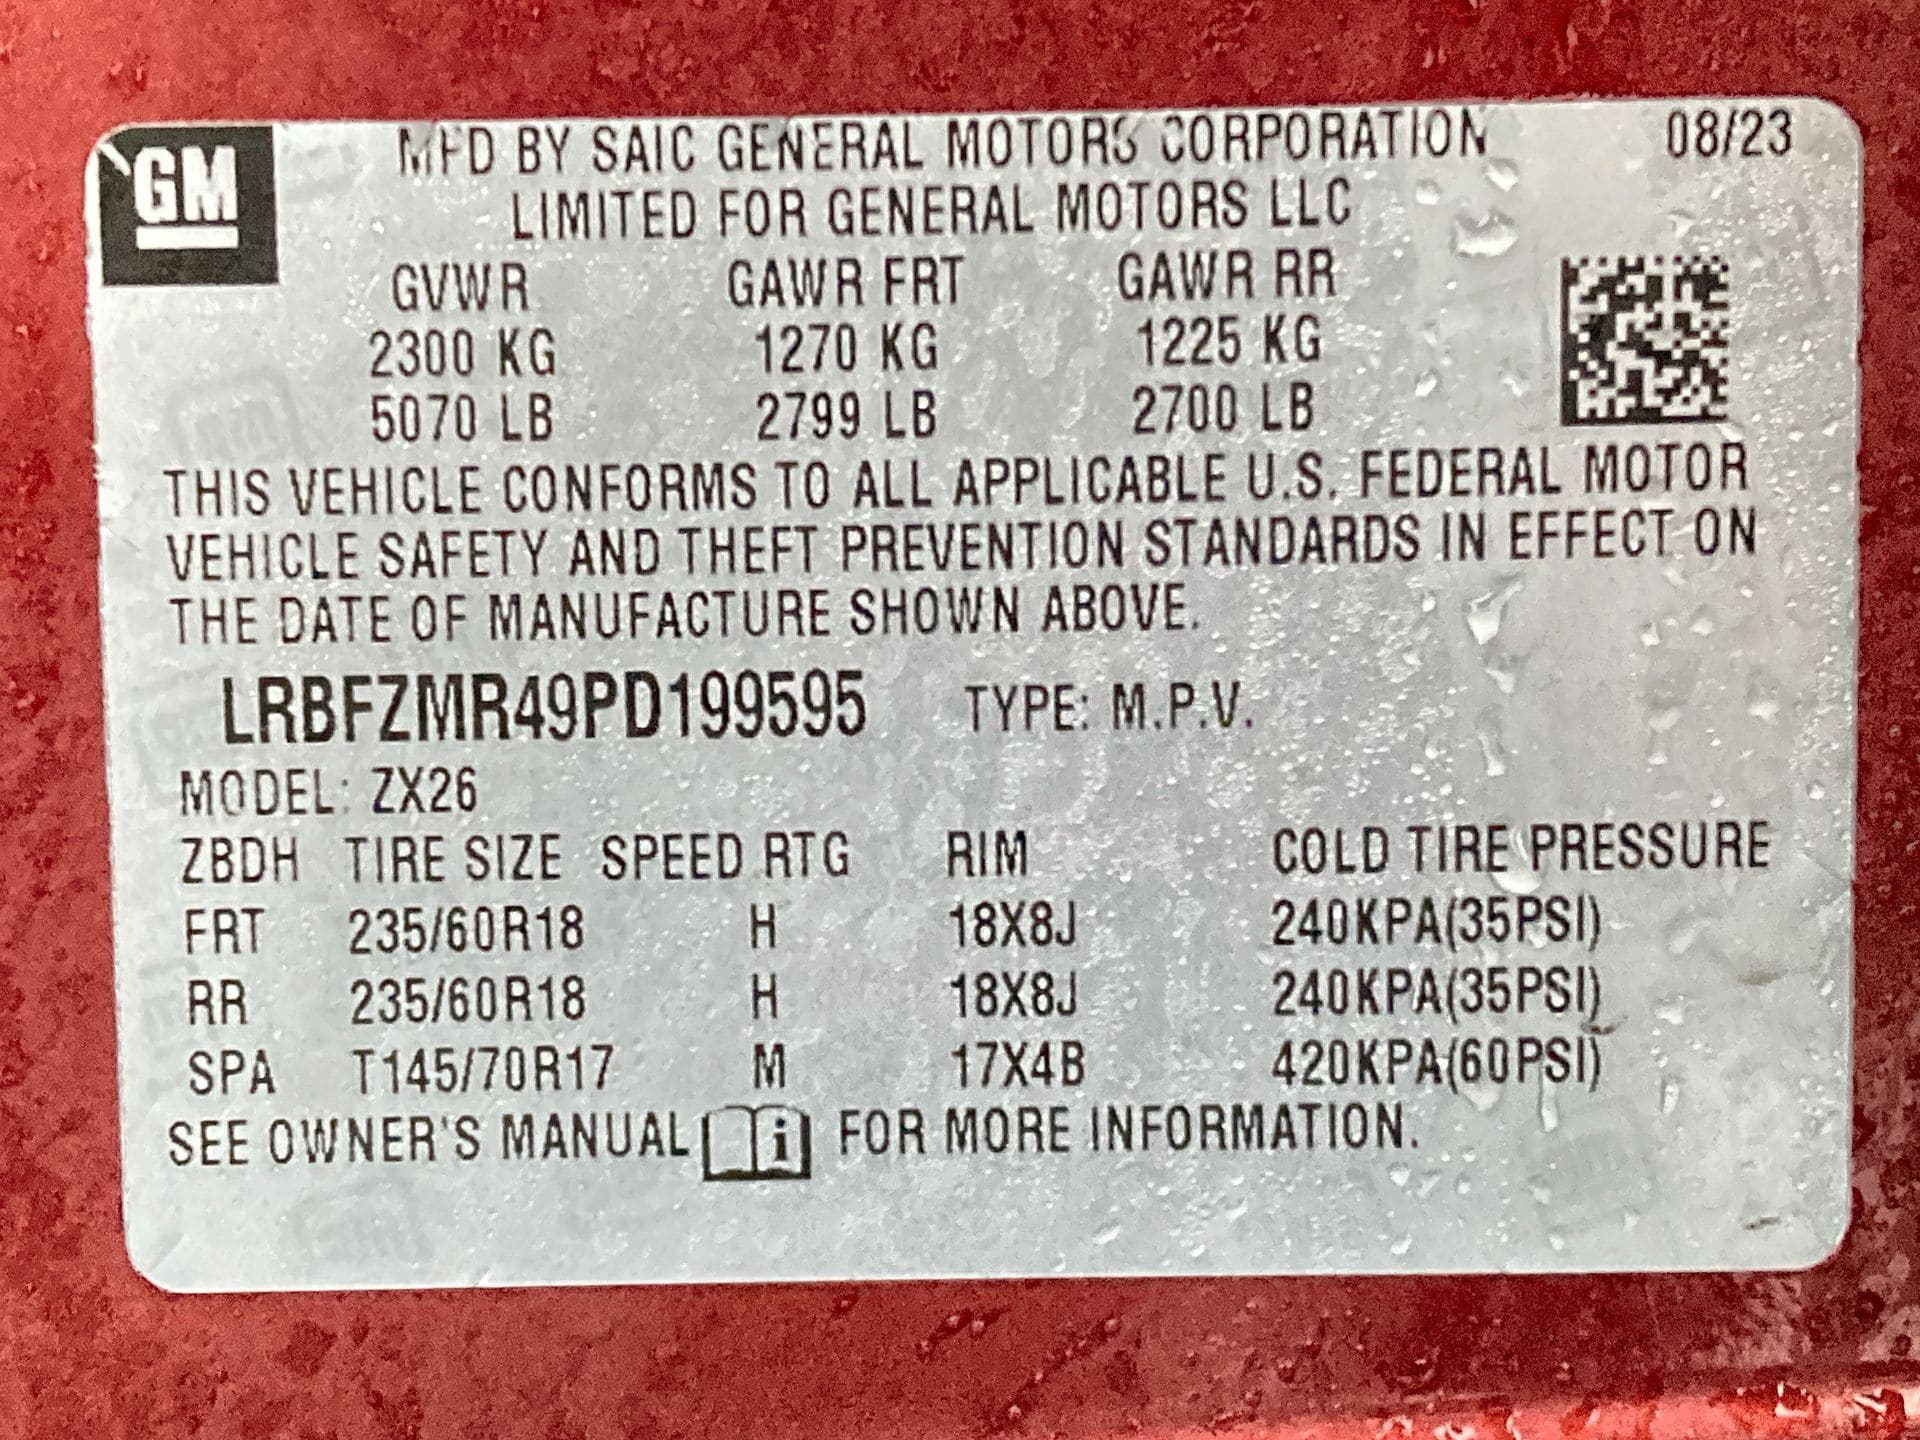 GM
MFD BY SAIC GENERAL MOTORS CORPORATION 08/23
LIMITED FOR GENERAL MOTORS LLC
GVWR GAWR FRT GAWR RR
2300 KG 1270 KG 1225 KG
5070 LB 2799 LB 2700 LB
THIS VEHICLE CONFORMS TO ALL APPLICABLE U.S. FEDERAL MOTOR
VEHICLE SAFETY AND THEFT PREVENTION STANDARDS IN EFFECT ON
THE DATE OF MANUFACTURE SHOWN ABOVE.
LRBFZMR49PD199595 TYPE: M.P.V.
MODEL: ZX26
ZBDH TIRE SIZE SPEED RTG RIM COLD TIRE PRESSURE
FRT 235/60R18 H 18X8J 240KPA(35PSI)
RR 235/60R18 H 18X8J 240KPA(35PSI)
SPA T145/70R17 M 17X4B 420KPA(60PSI)
SEE OWNER'S MANUAL i FOR MORE INFORMATION.